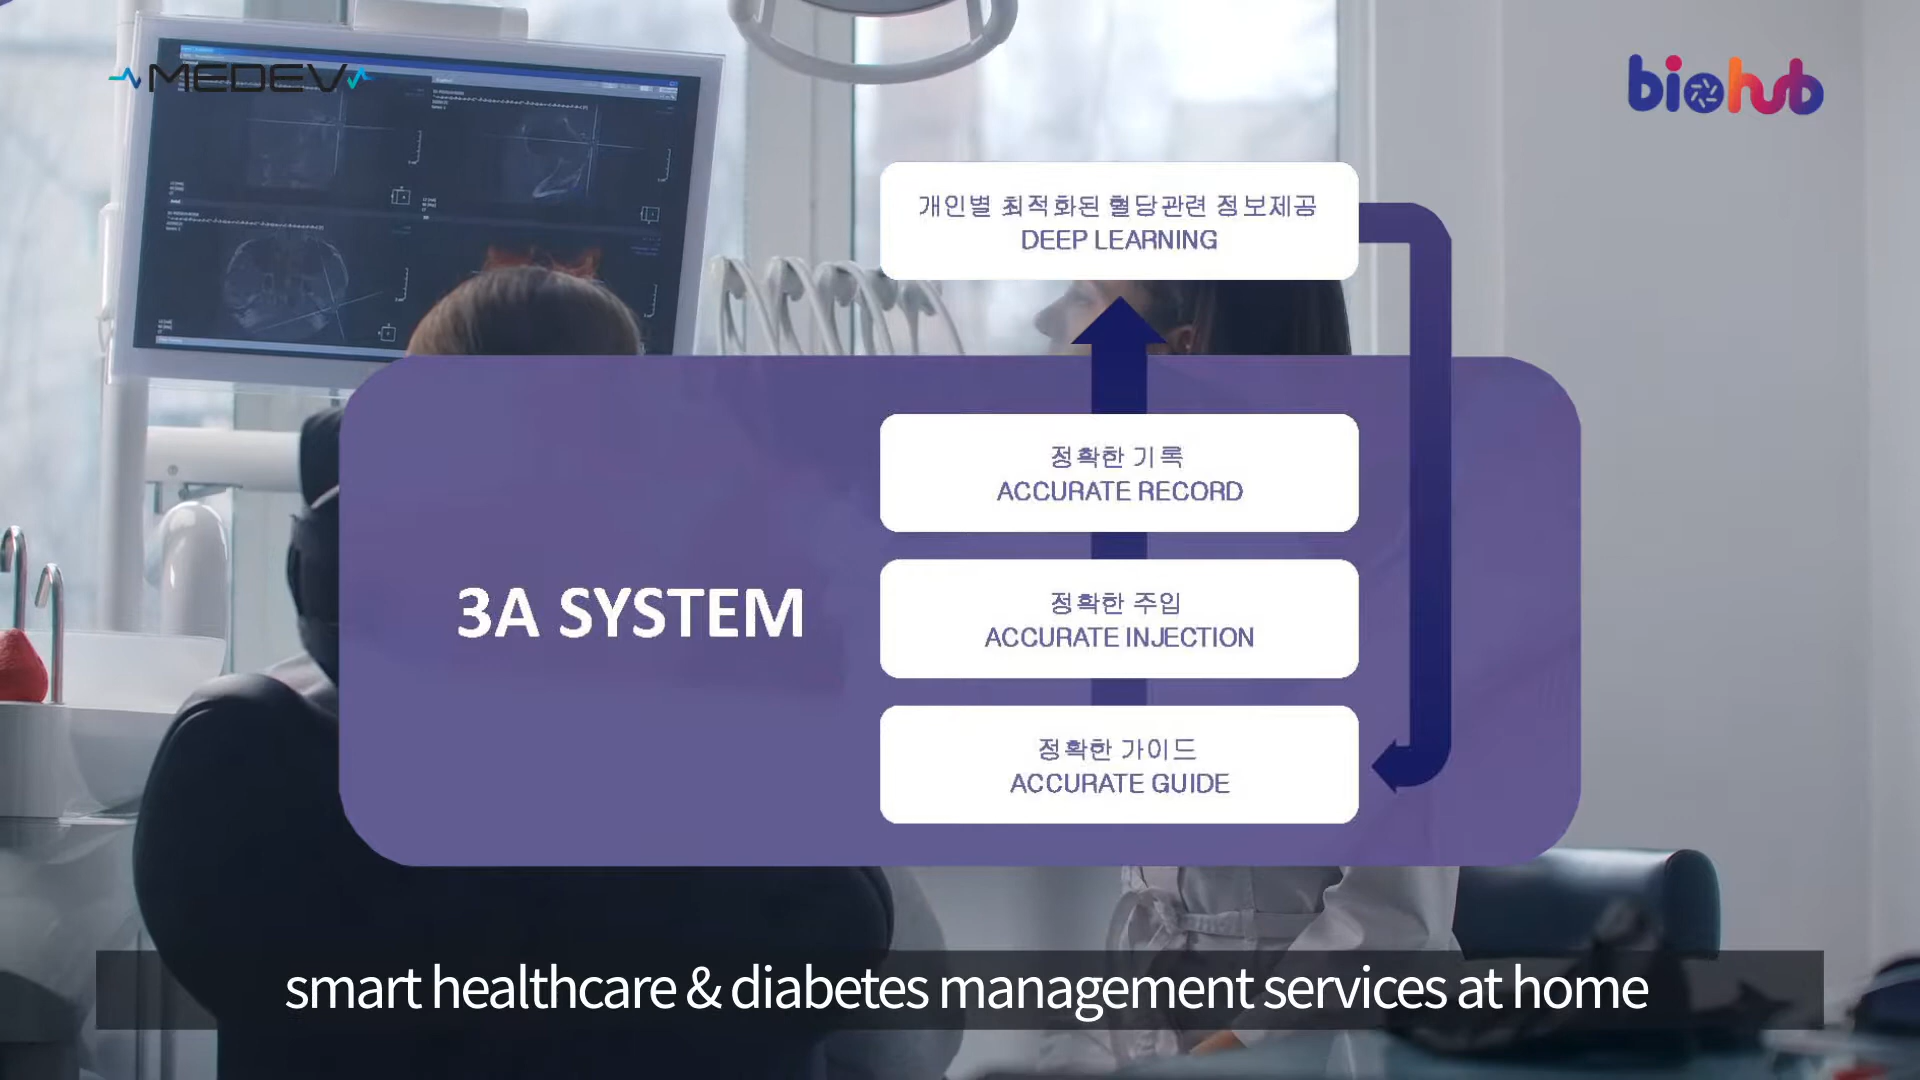 MEDEV
biohub
개인별 최적화된 혈당관련 정보제공
DEEP LEARNING
정확한 기록
ACCURATE RECORD
3A SYSTEM
정확한 주입
ACCURATE INJECTION
정확한 가이드
ACCURATE GUIDE
smart healthcare & diabetes management services at home